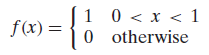 f(x) = { 1 0 < x < 1
0 otherwise